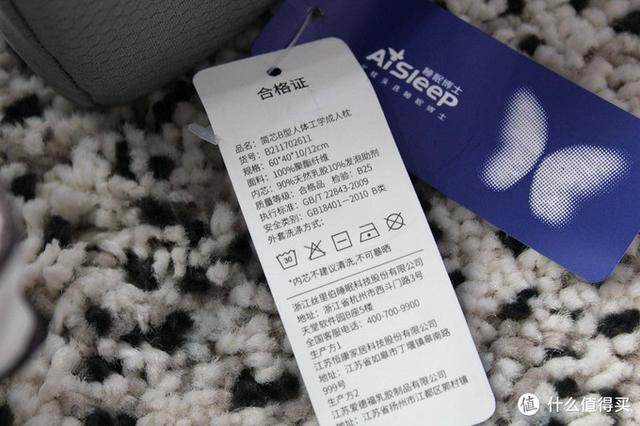 AiSleep
睡眠博士
睡眠博士
合格证
品名：简芯B型人体工学成人枕
货号：B211702611
规格：60*40*10/12cm
面料：100%聚酯纤维
内芯：90%天然乳胶10%发泡助剂
质量等级：合格品 检验：B25
执行标准：GB/T 22843-2009
安全类别：GB18401-2010 B类
外套洗涤方式：
30
*内芯不建议清洗,不可暴晒
浙江丝里伯睡眠科技股份有限公司
地址：浙江省杭州市西斗门路3号
天堂软件园B座5楼
全国客服电话：400-700-9900
生产方1
江苏恒康家居科技股份有限公司
地址：江苏省如皋市丁堰镇皋南路
999号
生产方2
江苏爱德福乳胶制品有限公司
地址：江苏省扬州市江都区郭村镇
值 什么值得买